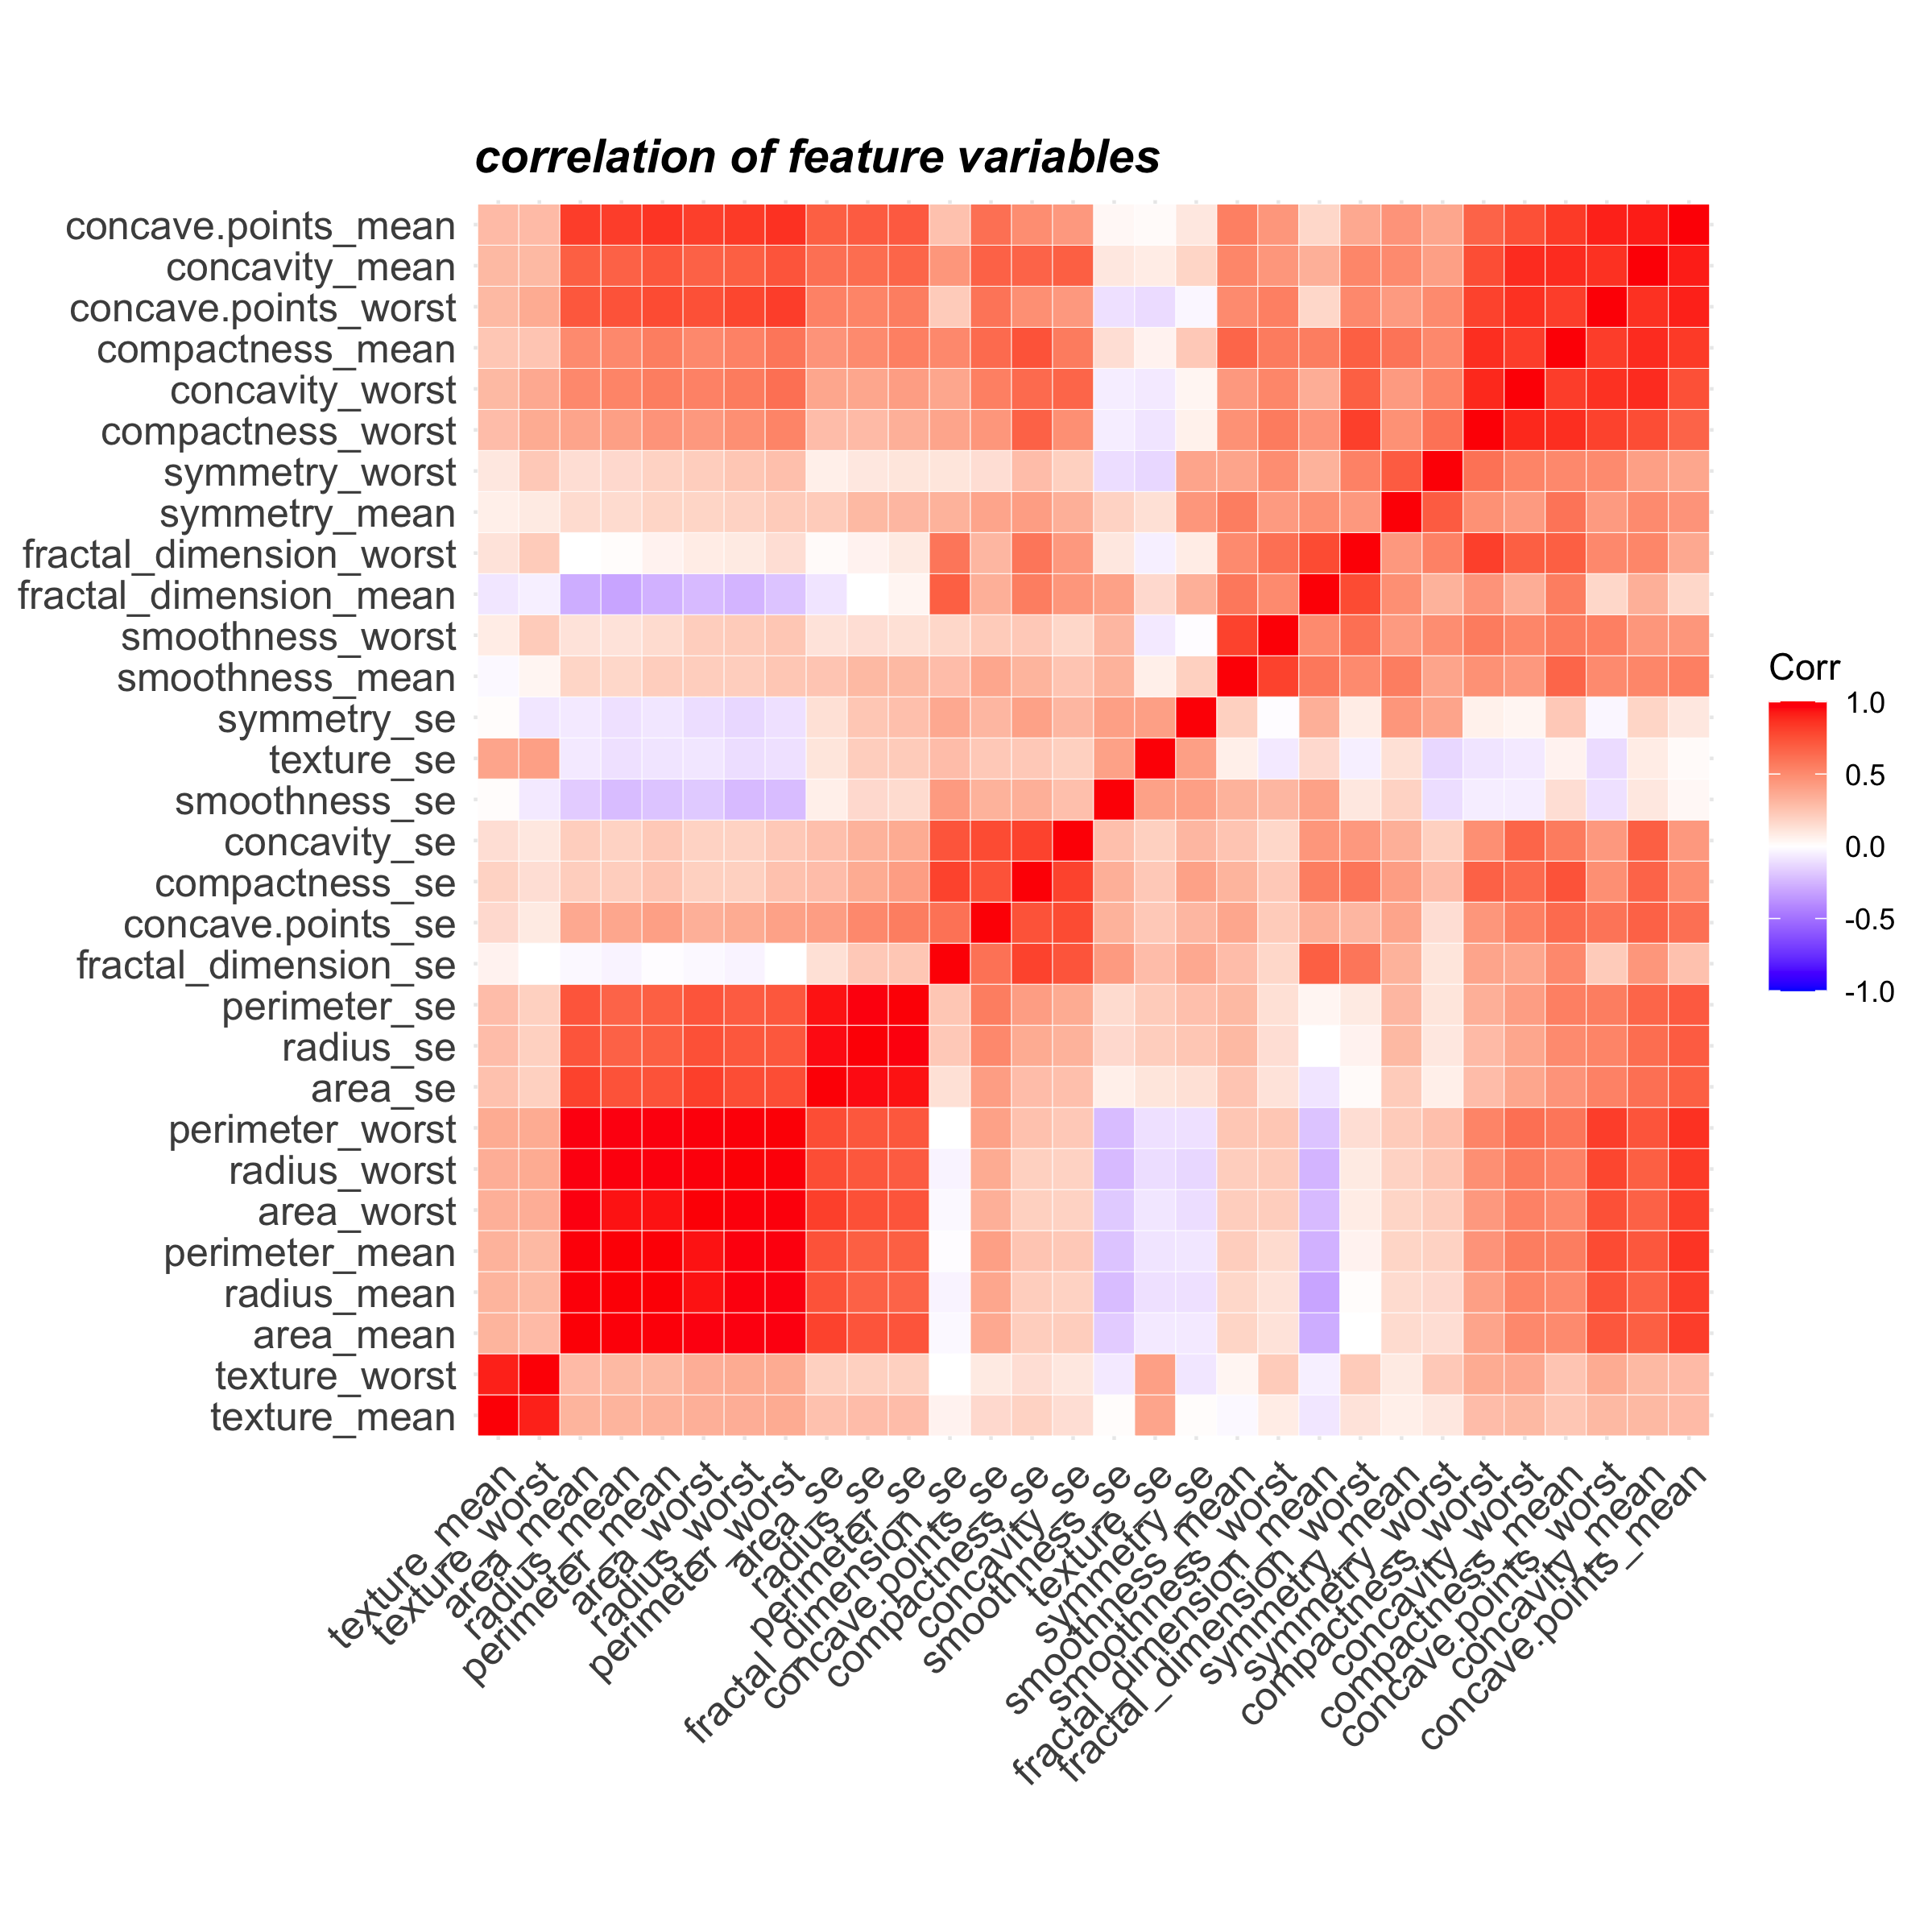 correlation of feature variables
concave.points_mean
concavity_mean
concave.points_worst
compactness_mean
concavity_worst
compactness_worst
symmetry_worst
symmetry_mean
fractal_dimension_worst
fractal_dimension_mean
smoothness_worst
smoothness_mean
symmetry_se
texture_se
smoothness_se
concavity_se
compactness_se
concave.points_se
fractal_dimension_se
perimeter_se
radius_se
area_se
perimeter_worst
radius_worst
area_worst
perimeter_mean
radius_mean
area_mean
texture_worst
texture_mean
texture_mean
texture_worst
area_mean
radius_mean
perimeter_mean
area_worst
radius_worst
perimeter_worst
area_se
radius_se
perimeter_se
fractal_dimension_se
concave.points_se
compactness_se
concavity_se
smoothness_se
texture_se
symmetry_se
smoothness_mean
smoothness_worst
fractal_dimension_mean
fractal_dimension_worst
symmetry_mean
symmetry_worst
compactness_worst
concavity_worst
compactness_mean
concave.points_worst
concavity_mean
concave.points_mean
Corr
1.0
0.5
0.0
-0.5
-1.0